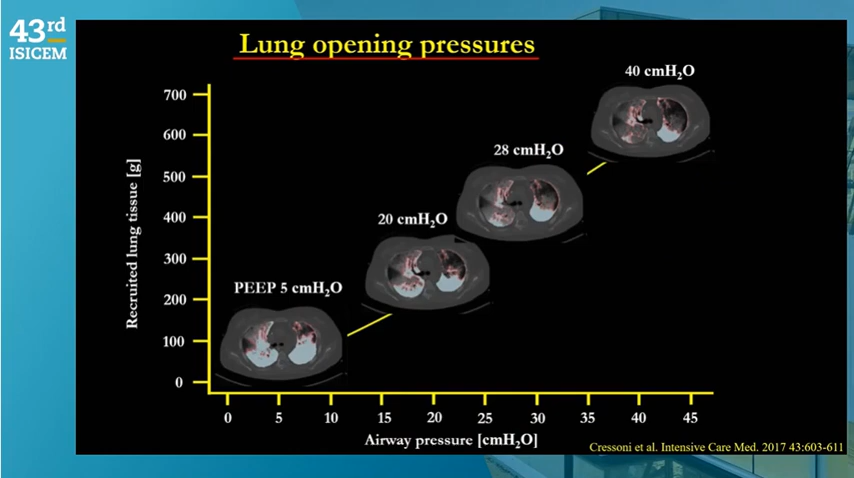 43rd
ISICEM
Lung opening pressures
40 cmH₂O
28 cmH₂O
20 cmH₂O
PEEP 5 cmH₂O
Recruited lung tissue [g]
700
600
500
400
300
200
100
0
0 5 10 15 20 25 30 35 40 45
Airway pressure [cmH₂O]
Cressoni et al. Intensive Care Med. 2017 43:603-611